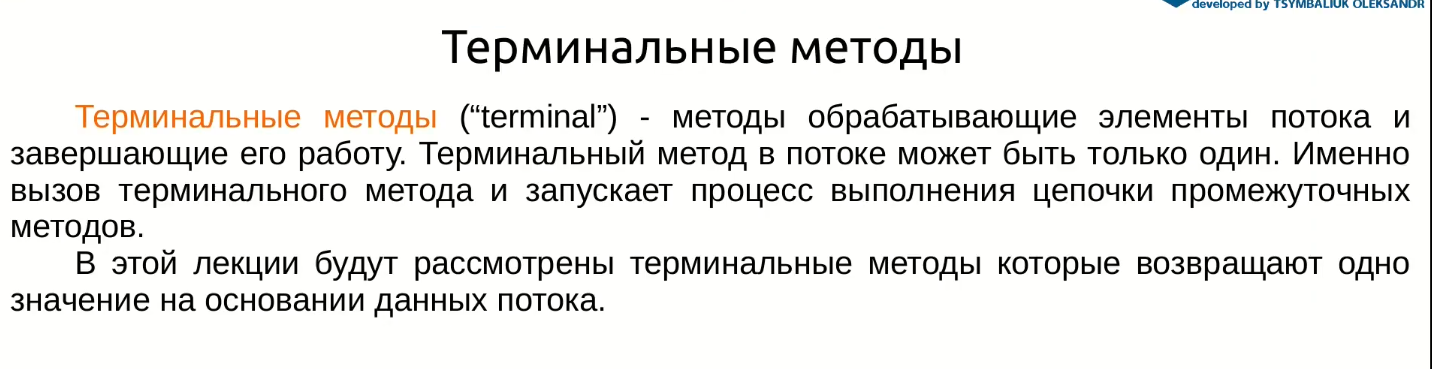 developed by TSYMBALIUK OLEKSANDR
Терминальные методы
Терминальные методы (“terminal”) - методы обрабатывающие элементы потока и
завершающие его работу. Терминальный метод в потоке может быть только один. Именно
вызов терминального метода и запускает процесс выполнения цепочки промежуточных
методов.
В этой лекции будут рассмотрены терминальные методы которые возвращают одно
значение на основании данных потока.